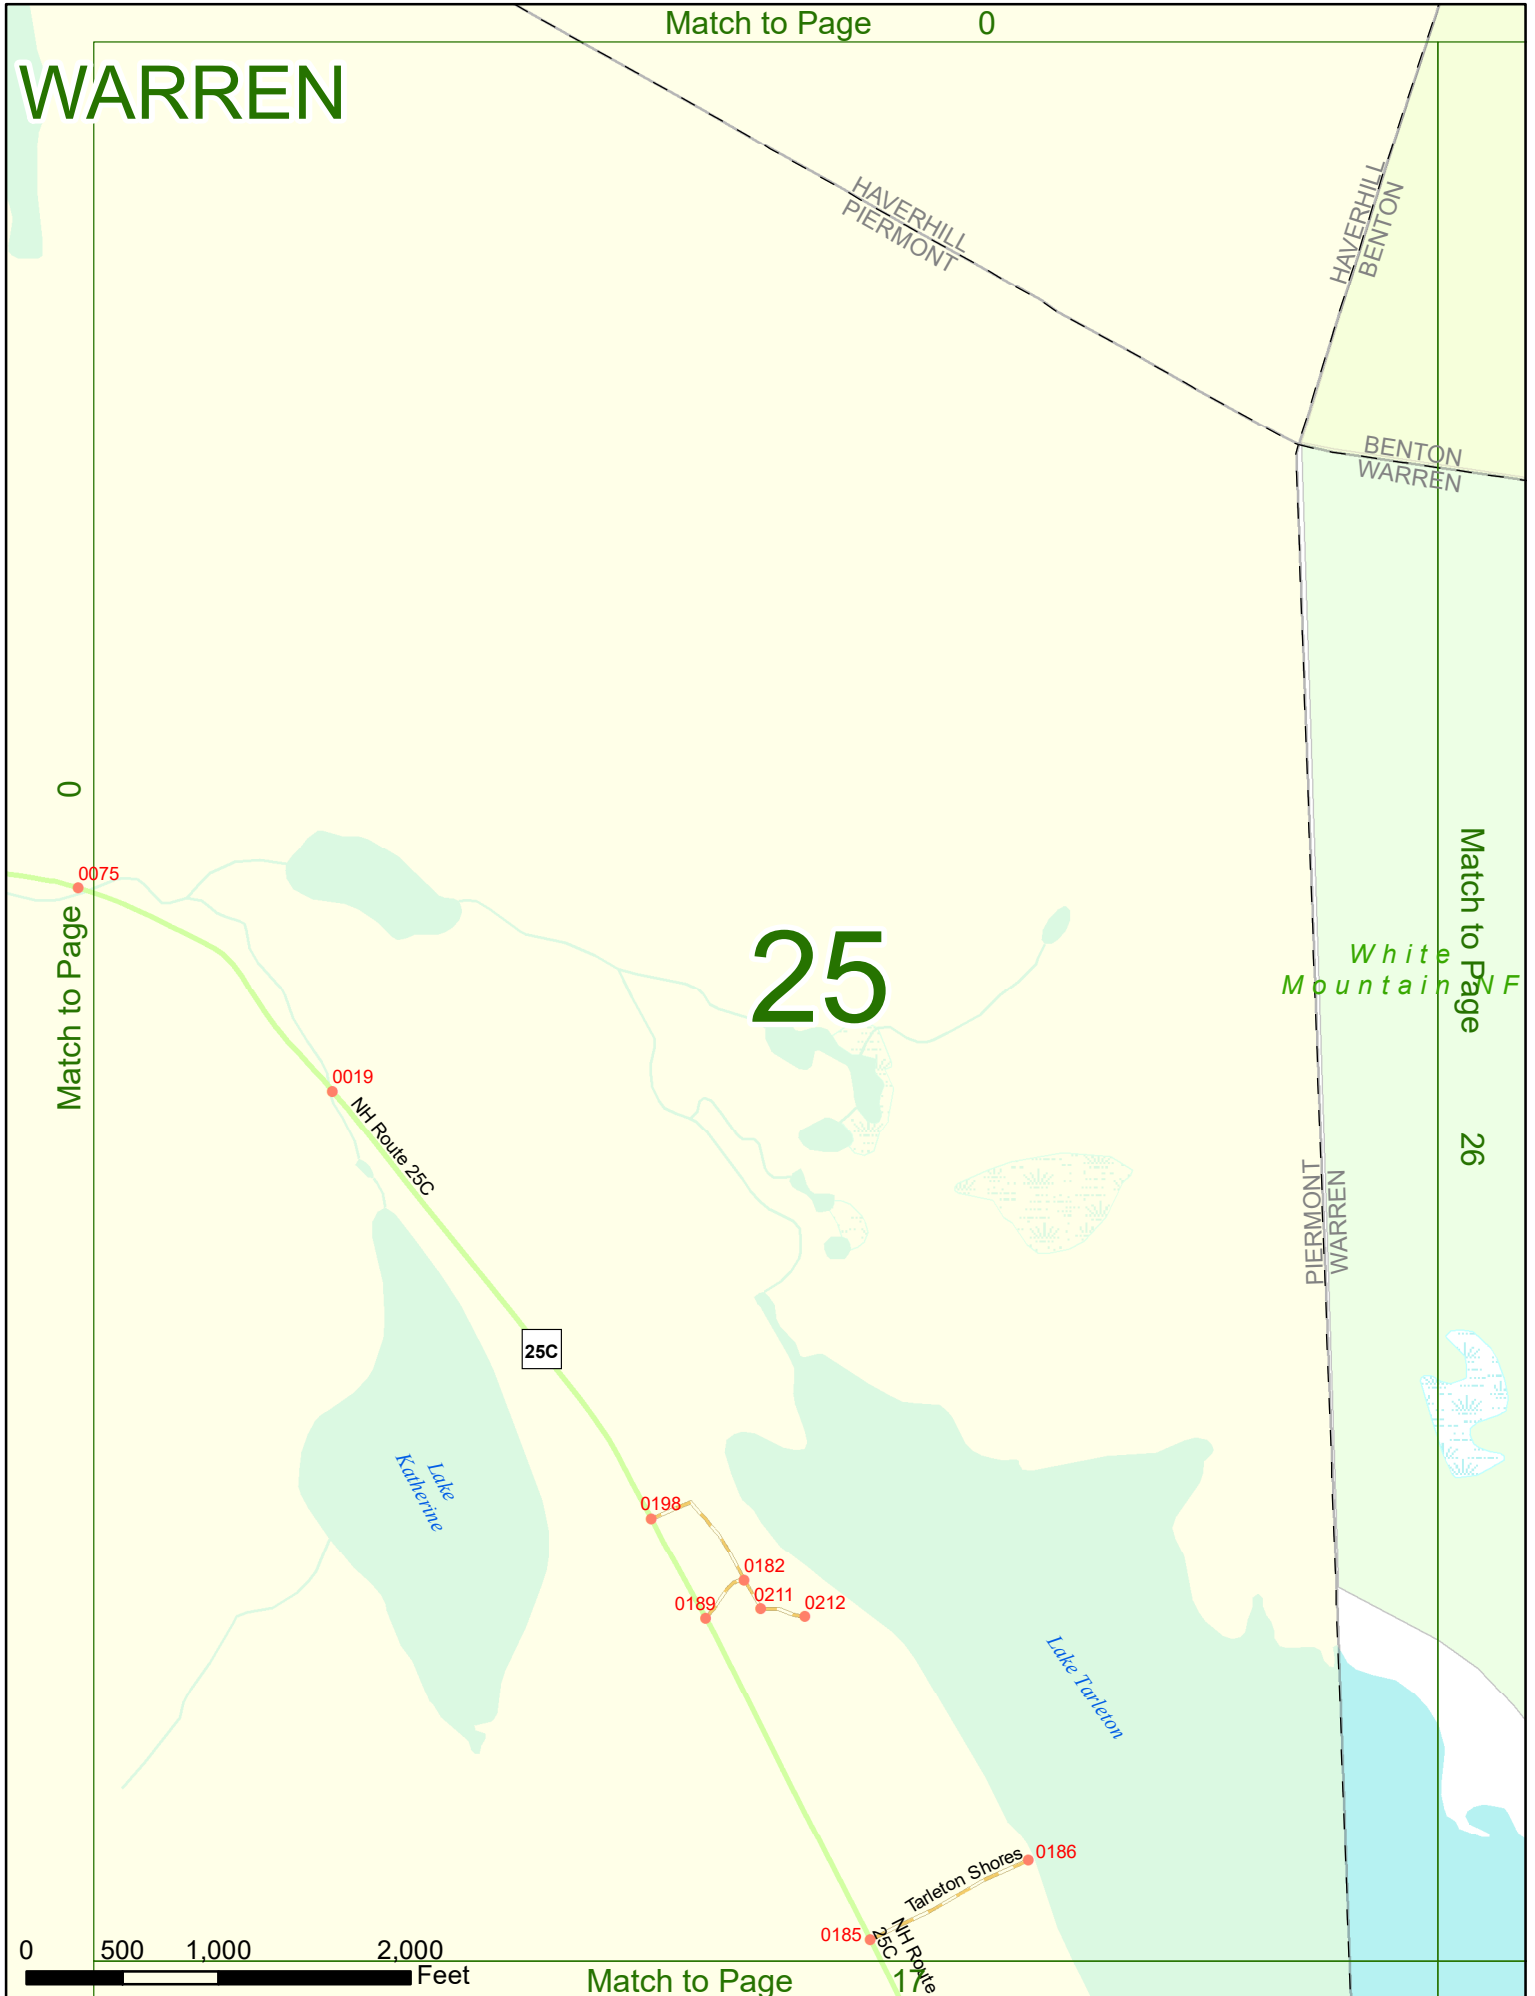 Match to Page 0
WARREN
HAVERHILL
PIERMONT
HAVERHILL
BENTON
BENTON
WARREN
Match to Page 0
0075
25
Match to Page 26
White
Mountain NF
0019
NH Route 25C
PIERMONT
WARREN
25C
Lake
Katherine
0198
0182
0189
0211
0212
Lake Tarleton
0186
Tarleton Shores
0185
NH Route
25C
0 500 1,000 2,000
Feet
Match to Page 17